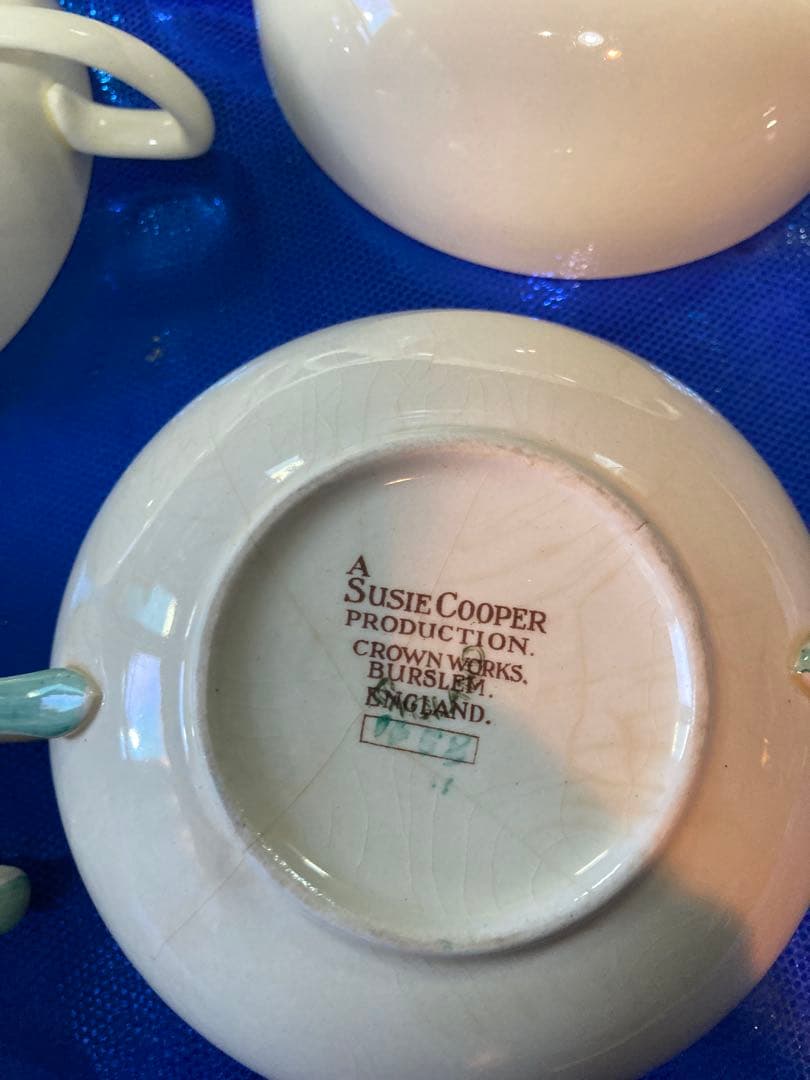 A
SUSIE COOPER
PRODUCTION.
CROWN WORKS.
BURSLEM.
ENGLAND.